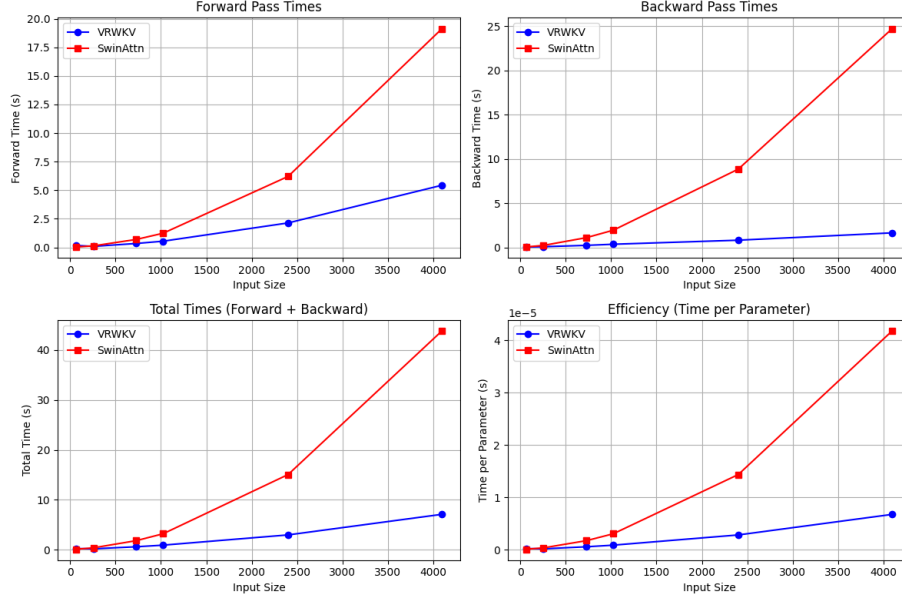 Forward Pass Times
VRWKV
SwinAttn
Forward Time (s)
20.0
17.5
15.0
12.5
10.0
7.5
5.0
2.5
0.0
0 500 1000 1500 2000 2500 3000 3500 4000
Input Size
Backward Pass Times
VRWKV
SwinAttn
Backward Time (s)
25
20
15
10
5
0
0 500 1000 1500 2000 2500 3000 3500 4000
Input Size
Total Times (Forward + Backward)
VRWKV
SwinAttn
Total Time (s)
40
30
20
10
0
0 500 1000 1500 2000 2500 3000 3500 4000
Input Size
Efficiency (Time per Parameter)
1e−5
VRWKV
SwinAttn
Time per Parameter (s)
4
3
2
1
0
0 500 1000 1500 2000 2500 3000 3500 4000
Input Size